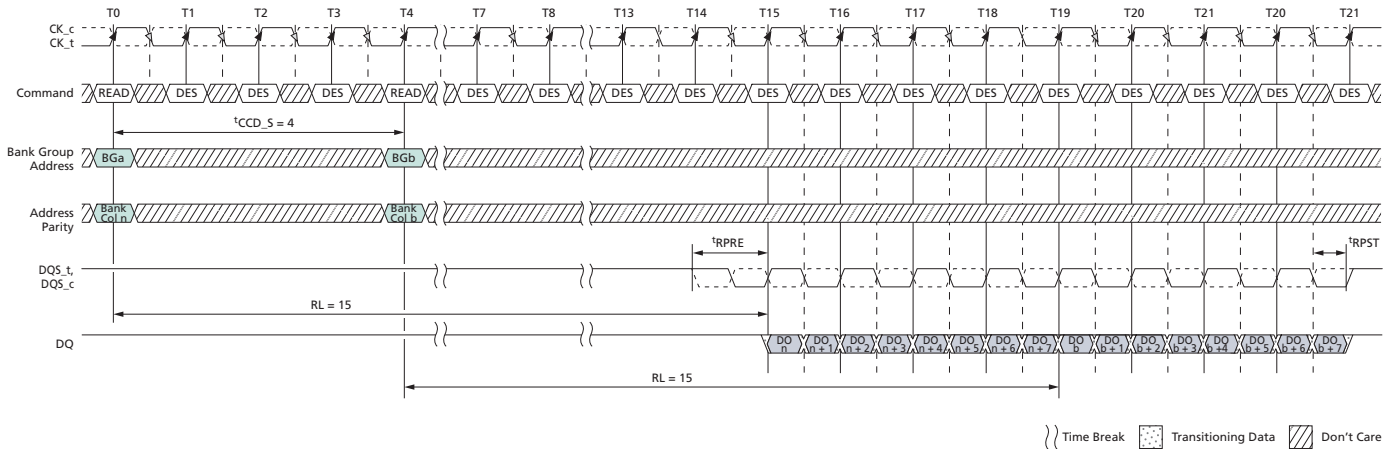 T0 T1 T2 T3 T4 T7 T8 T13 T14 T15 T16 T17 T18 T19 T20 T21 T20 T21
CK_c
CK_t
Command READ DES DES DES READ DES DES DES DES DES DES DES DES DES DES DES DES DES
tCCD_S = 4
Bank Group
Address
BGa BGb
Address
Parity
Bank
Col n
Bank
Col b
tRPRE tRPST
DQS_t,
DQS_c
RL = 15
DQ
DO
n
DO
n + 1
DO
n + 2
DO
n + 3
DO
n + 4
DO
n + 5
DO
n + 6
DO
n + 7
DO
b
DO
b + 1
DO
b + 2
DO
b + 3
DO
b +4
DO
b + 5
DO
b + 6
DO
b + 7
RL = 15
Time Break Transitioning Data Don't Care